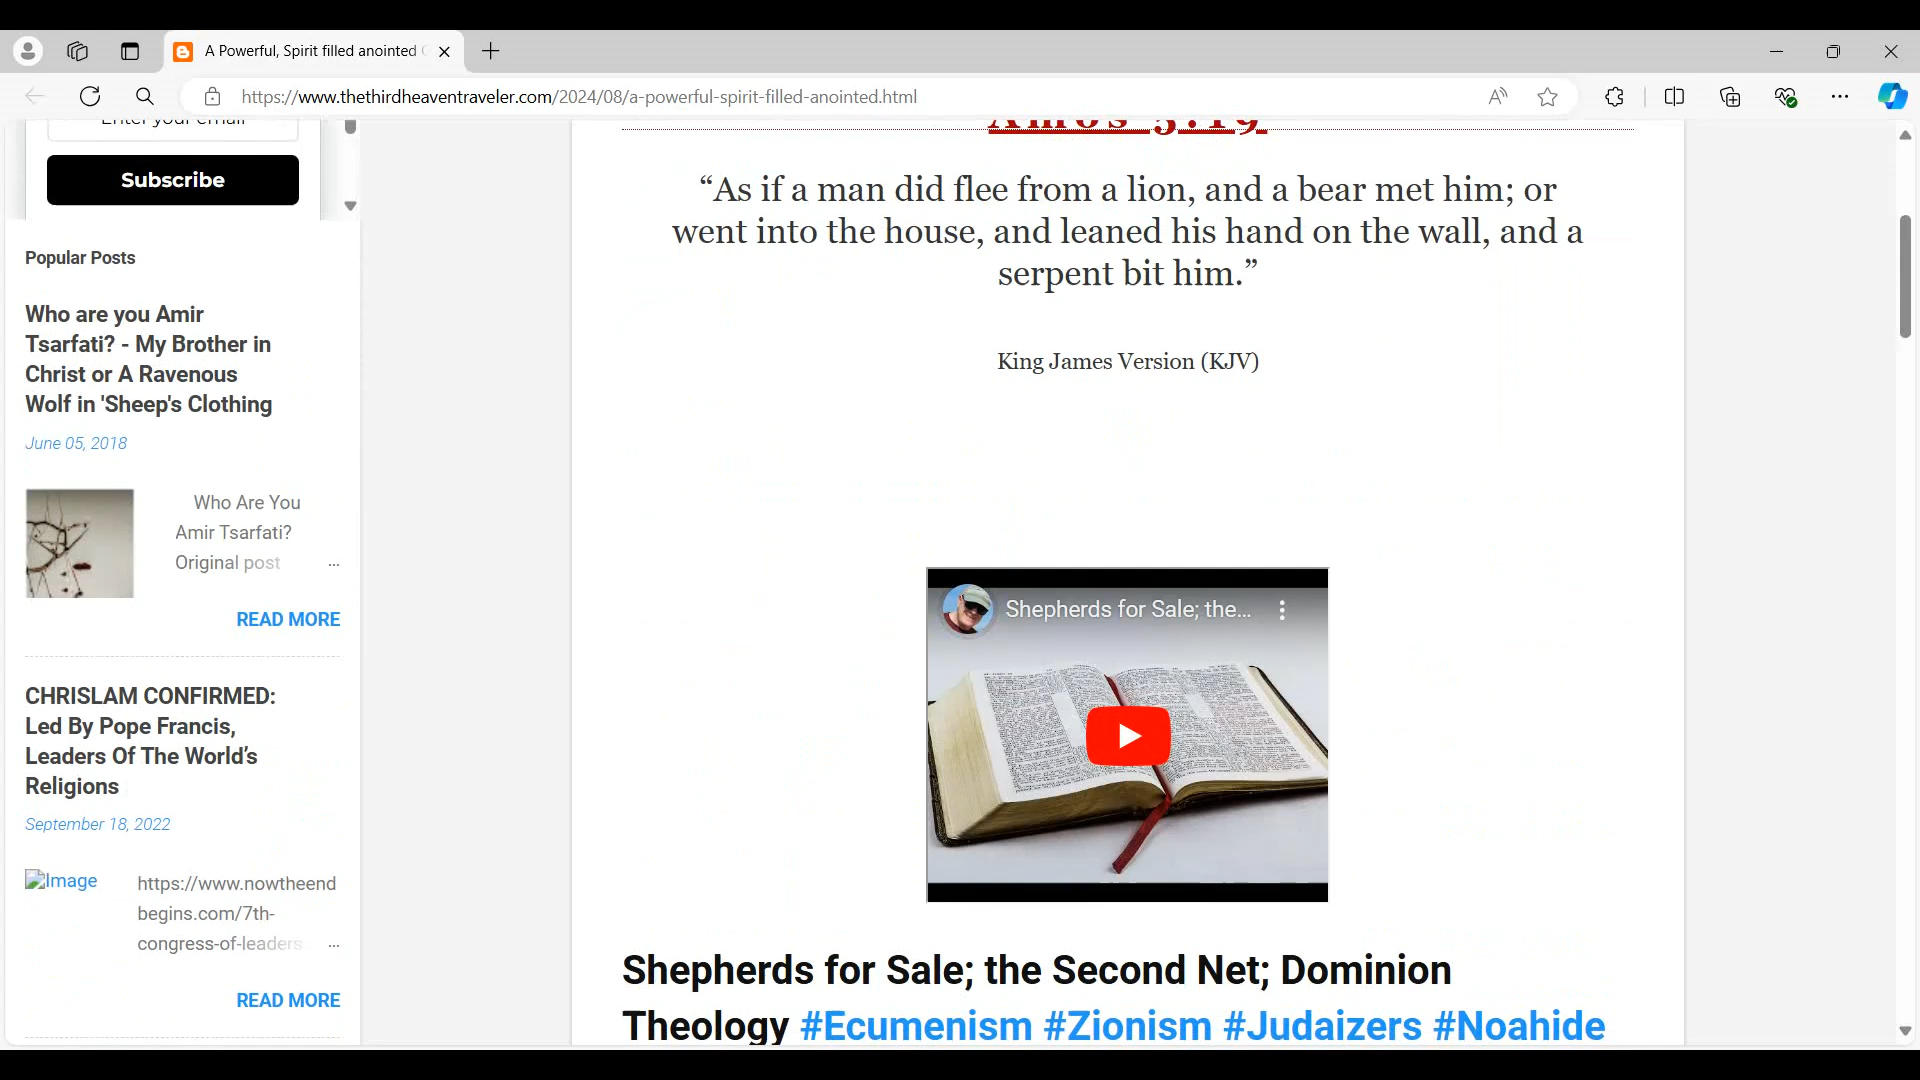 A Powerful, Spirit filled anointed
https://www.thethirdheaventraveler.com/2024/08/a-powerful-spirit-filled-anointed.html
Enter your email
Subscribe
Popular Posts
Who are you Amir
Tsarfati? - My Brother in
Christ or A Ravenous
Wolf in 'Sheep's Clothing
June 05, 2018
Who Are You
Amir Tsarfati?
Original post
...
READ MORE
CHRISLAM CONFIRMED:
Led By Pope Francis,
Leaders Of The World’s
Religions
September 18, 2022
Image
https://www.nowtheend
begins.com/7th-
congress-of-leaders
...
READ MORE
Amos 5:19
“As if a man did flee from a lion, and a bear met him; or
went into the house, and leaned his hand on the wall, and a
serpent bit him.”
King James Version (KJV)
Shepherds for Sale; the...
Shepherds for Sale; the Second Net; Dominion
Theology #Ecumenism #Zionism #Judaizers #Noahide